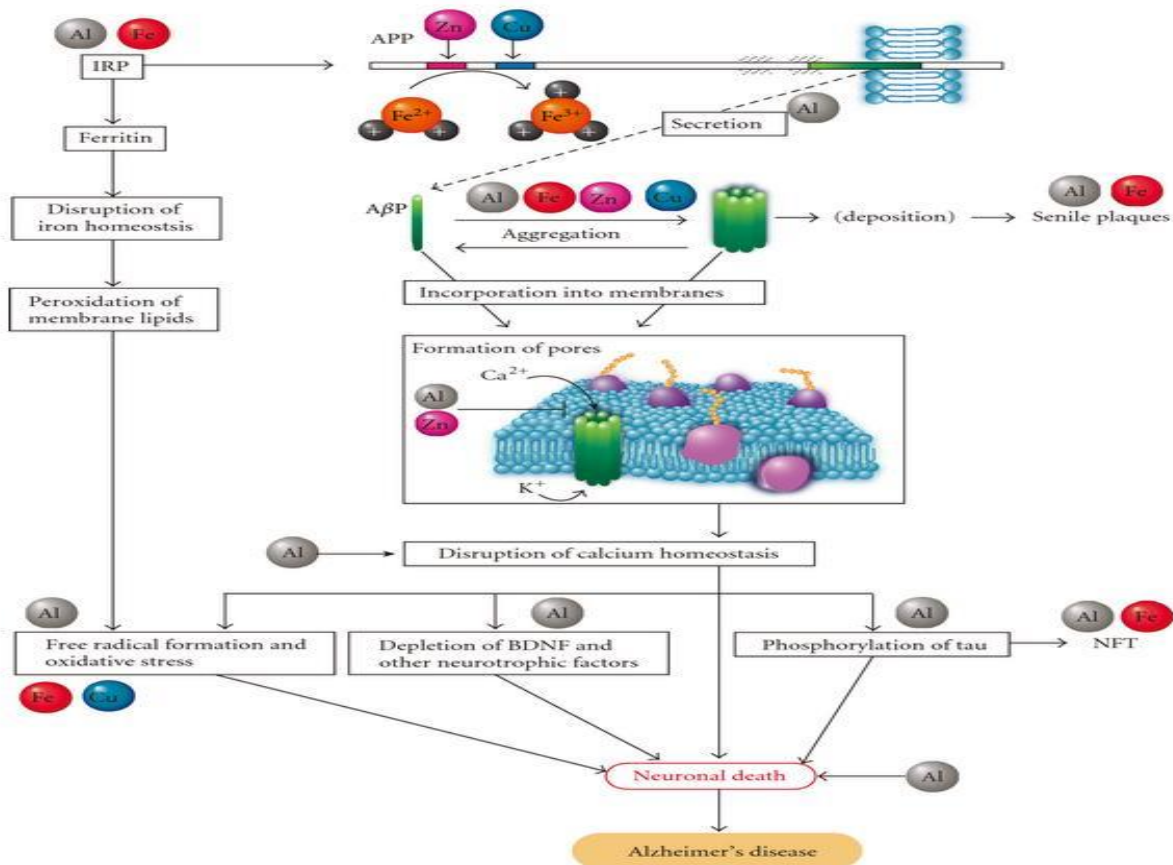 Al Fe
IRP
APP
Zn Cu
Fe2+
+ +
Fe3+
+ + +
Secretion
Al
Ferritin
Disruption of
iron homeostsis
Peroxidation of
membrane lipids
AβP
Al Fe Zn Cu
Aggregation
(deposition)
Al Fe
Senile plaques
Incorporation into membranes
Formation of pores
Ca2+
Al
Zn
K+
Al
Disruption of calcium homeostasis
Al
Free radical formation and
oxidative stress
Fe Cu
Al
Depletion of BDNF and
other neurotrophic factors
Al
Phosphorylation of tau
Al Fe
NFT
Neuronal death
Al
Alzheimer's disease